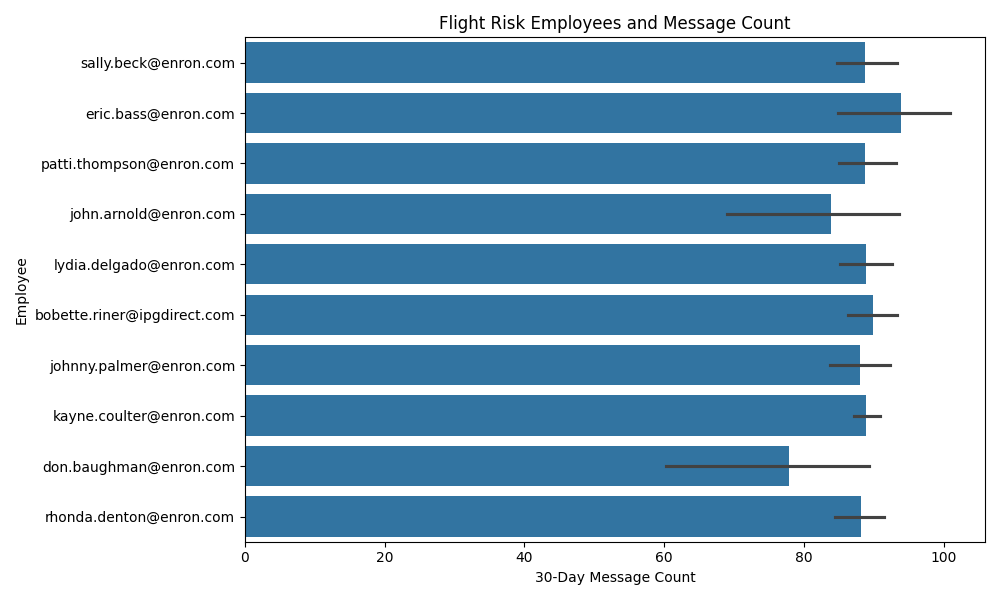 Flight Risk Employees and Message Count
Employee
sally.beck@enron.com
eric.bass@enron.com
patti.thompson@enron.com
john.arnold@enron.com
lydia.delgado@enron.com
bobette.riner@ipgdirect.com
johnny.palmer@enron.com
kayne.coulter@enron.com
don.baughman@enron.com
rhonda.denton@enron.com
0 20 40 60 80 100
30-Day Message Count